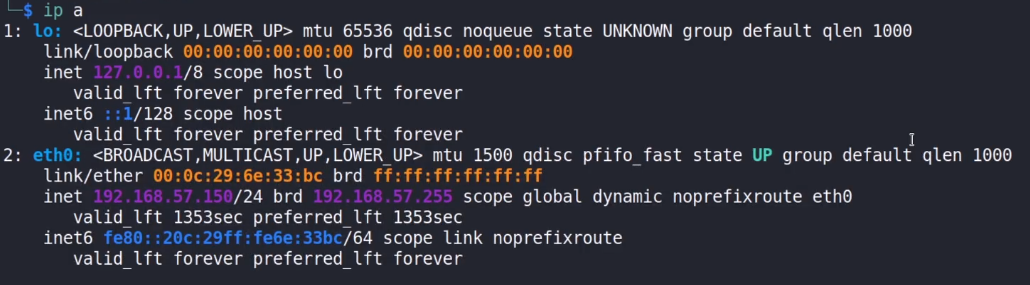 └─$ ip a
1: lo: <LOOPBACK,UP,LOWER_UP> mtu 65536 qdisc noqueue state UNKNOWN group default qlen 1000
    link/loopback 00:00:00:00:00:00 brd 00:00:00:00:00:00
    inet 127.0.0.1/8 scope host lo
       valid_lft forever preferred_lft forever
    inet6 ::1/128 scope host
       valid_lft forever preferred_lft forever
2: eth0: <BROADCAST,MULTICAST,UP,LOWER_UP> mtu 1500 qdisc pfifo_fast state UP group default qlen 1000
    link/ether 00:0c:29:6e:33:bc brd ff:ff:ff:ff:ff:ff
    inet 192.168.57.150/24 brd 192.168.57.255 scope global dynamic noprefixroute eth0
       valid_lft 1353sec preferred_lft 1353sec
    inet6 fe80::20c:29ff:fe6e:33bc/64 scope link noprefixroute
       valid_lft forever preferred_lft forever